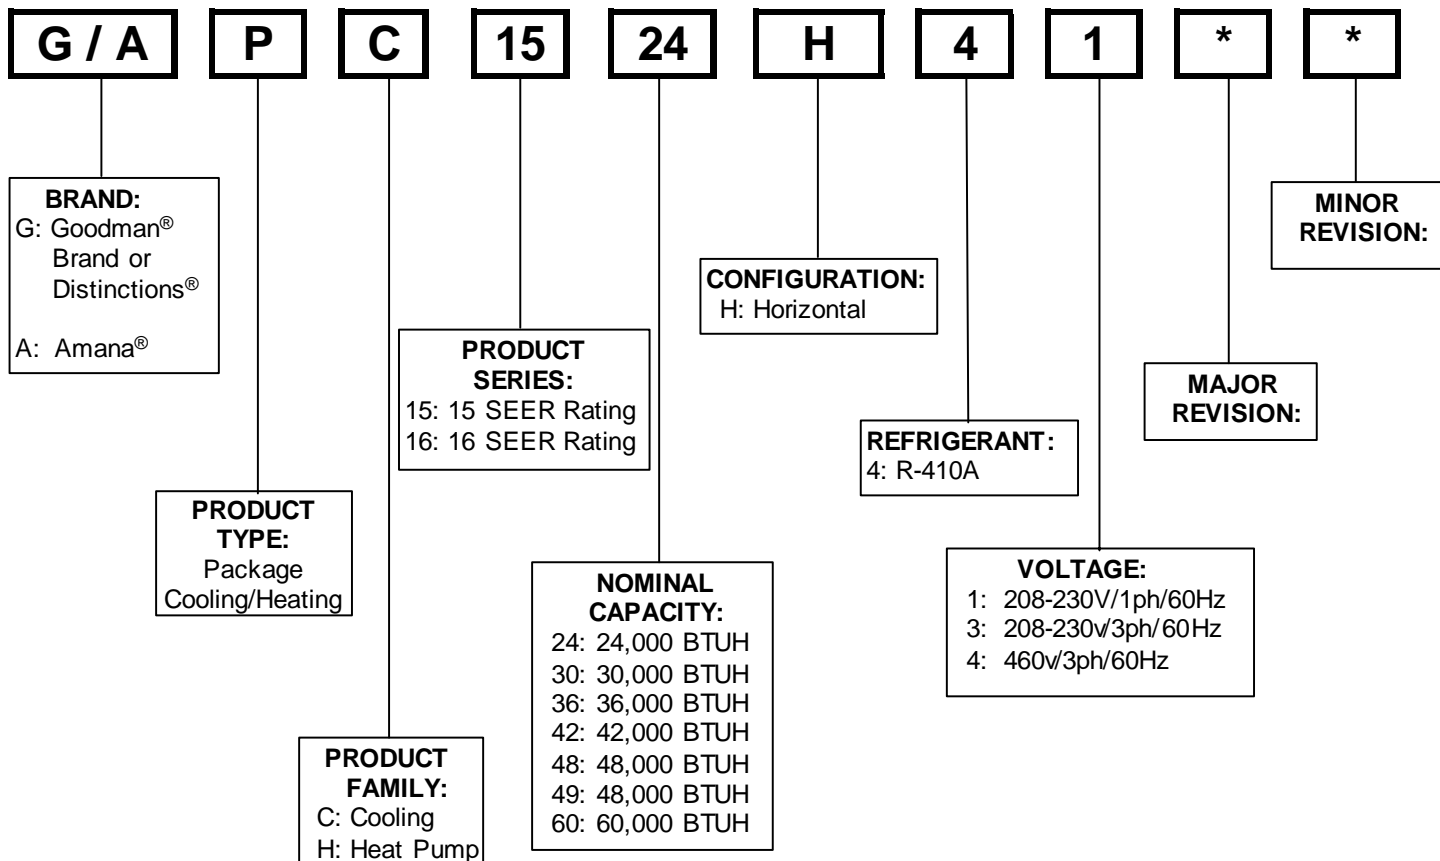 G / A P C 15 24 H 4 1 * *
BRAND:
G: Goodman®
Brand or
Distinctions®
A: Amana®
PRODUCT
TYPE:
Package
Cooling/Heating
PRODUCT
FAMILY:
C: Cooling
H: Heat Pump
PRODUCT
SERIES:
15: 15 SEER Rating
16: 16 SEER Rating
NOMINAL
CAPACITY:
24: 24,000 BTUH
30: 30,000 BTUH
36: 36,000 BTUH
42: 42,000 BTUH
48: 48,000 BTUH
49: 48,000 BTUH
60: 60,000 BTUH
CONFIGURATION:
H: Horizontal
REFRIGERANT:
4: R-410A
VOLTAGE:
1: 208-230V/1ph/60Hz
3: 208-230v/3ph/60Hz
4: 460v/3ph/60Hz
MAJOR
REVISION:
MINOR
REVISION: